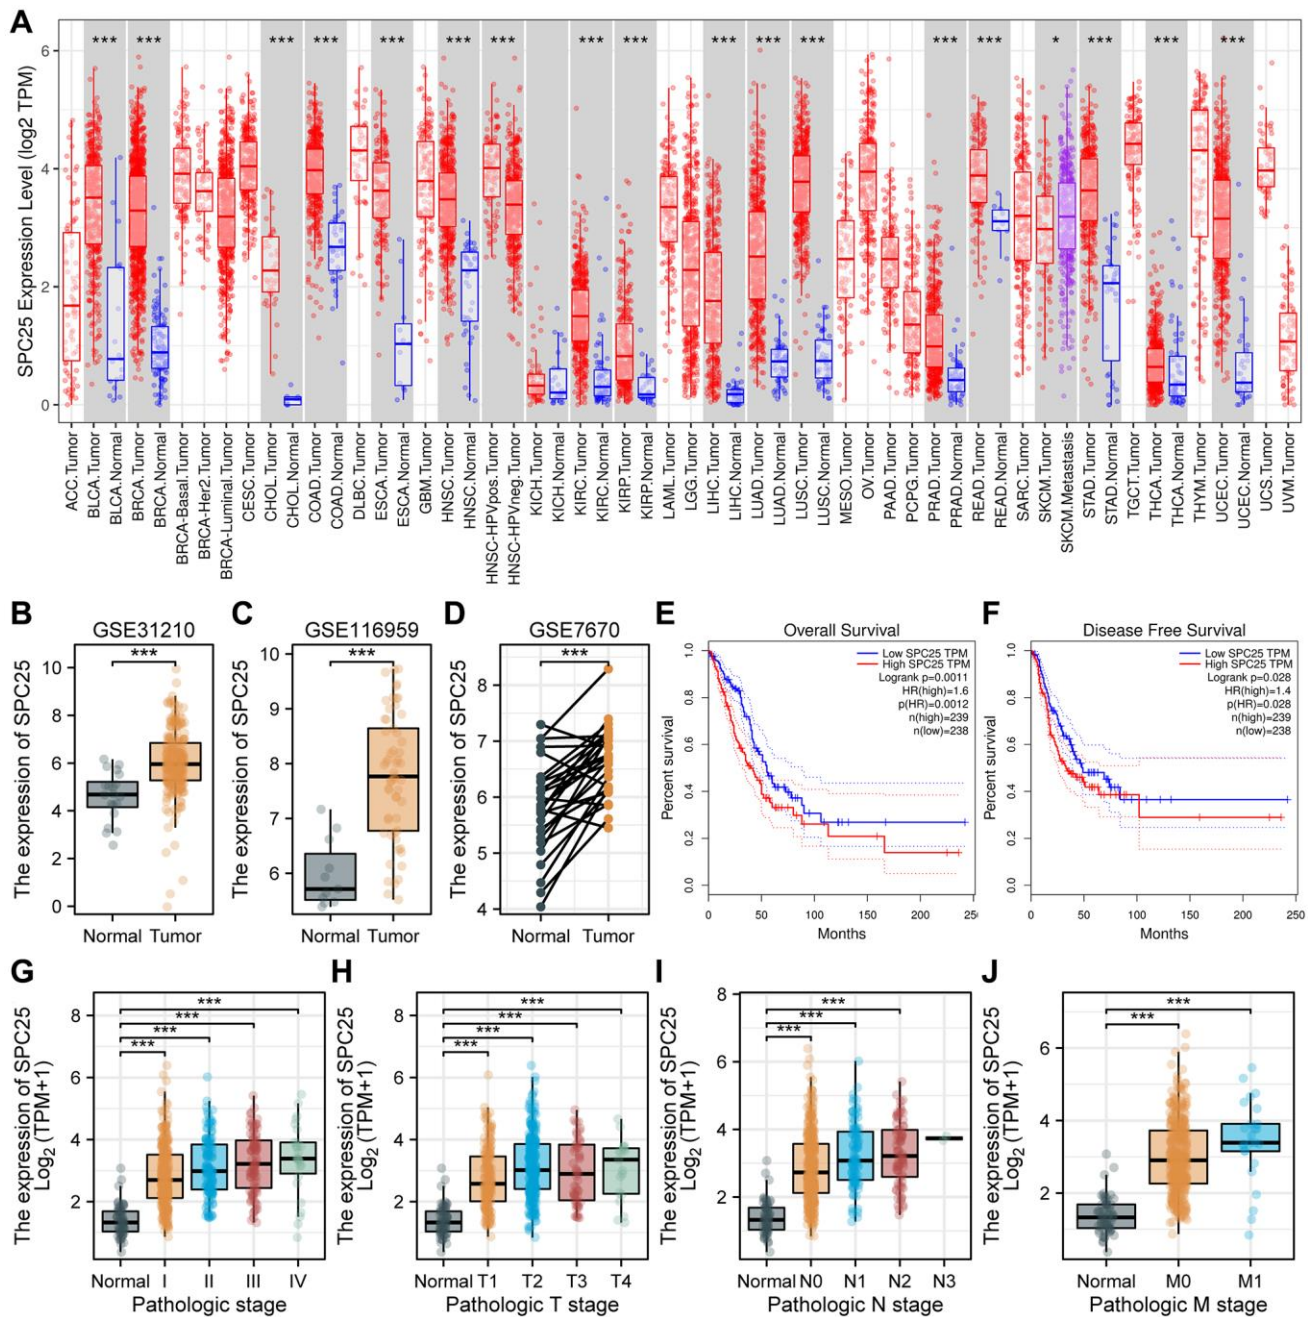 A
*** *** *** *** *** *** *** *** *** *** *** *** *** *** * *** *** ***
SPC25 Expression Level (log2 TPM)
6
4
2
0
ACC.Tumor
BLCA.Tumor
BLCA.Normal
BRCA.Tumor
BRCA.Normal
BRCA-Basal.Tumor
BRCA-Her2.Tumor
BRCA-Luminal.Tumor
CESC.Tumor
CHOL.Tumor
CHOL.Normal
COAD.Tumor
COAD.Normal
DLBC.Tumor
ESCA.Tumor
ESCA.Normal
GBM.Tumor
HNSC.Tumor
HNSC.Normal
HNSC-HPVpos.Tumor
HNSC-HPVneg.Tumor
KICH.Tumor
KICH.Normal
KIRC.Tumor
KIRC.Normal
KIRP.Tumor
KIRP.Normal
LAML.Tumor
LGG.Tumor
LIHC.Tumor
LIHC.Normal
LUAD.Tumor
LUAD.Normal
LUSC.Tumor
LUSC.Normal
MESO.Tumor
OV.Tumor
PAAD.Tumor
PCPG.Tumor
PRAD.Tumor
PRAD.Normal
READ.Tumor
READ.Normal
SARC.Tumor
SKCM.Tumor
SKCM.Metastasis
STAD.Tumor
STAD.Normal
TGCT.Tumor
THCA.Tumor
THCA.Normal
THYM.Tumor
UCEC.Tumor
UCEC.Normal
UCS.Tumor
UVM.Tumor
B
GSE31210
***
The expression of SPC25
10
8
6
4
2
0
Normal Tumor
C
GSE116959
***
The expression of SPC25
10
9
8
7
6
Normal Tumor
D
GSE7670
***
The expression of SPC25
8
7
6
5
4
Normal Tumor
E
Overall Survival
Low SPC25 TPM
High SPC25 TPM
Logrank p=0.0011
HR(high)=1.6
p(HR)=0.0012
n(high)=239
n(low)=238
Percent survival
1.0
0.8
0.6
0.4
0.2
0.0
0 50 100 150 200 25
Months
F
Disease Free Survival
Low SPC25 TPM
High SPC25 TPM
Logrank p=0.028
HR(high)=1.4
p(HR)=0.028
n(high)=239
n(low)=238
Percent survival
1.0
0.8
0.6
0.4
0.2
0.0
0 50 100 150 200 250
Months
G
The expression of SPC25
Log2 (TPM+1)
***
***
***
***
8
6
4
2
Normal I II III IV
Pathologic stage
H
The expression of SPC25
Log2 (TPM+1)
***
***
***
***
8
6
4
2
Normal T1 T2 T3 T4
Pathologic T stage
I
The expression of SPC25
Log2 (TPM+1)
***
***
***
8
6
4
2
Normal N0 N1 N2 N3
Pathologic N stage
J
The expression of SPC25
Log2 (TPM+1)
***
***
6
4
2
Normal M0 M1
Pathologic M stage